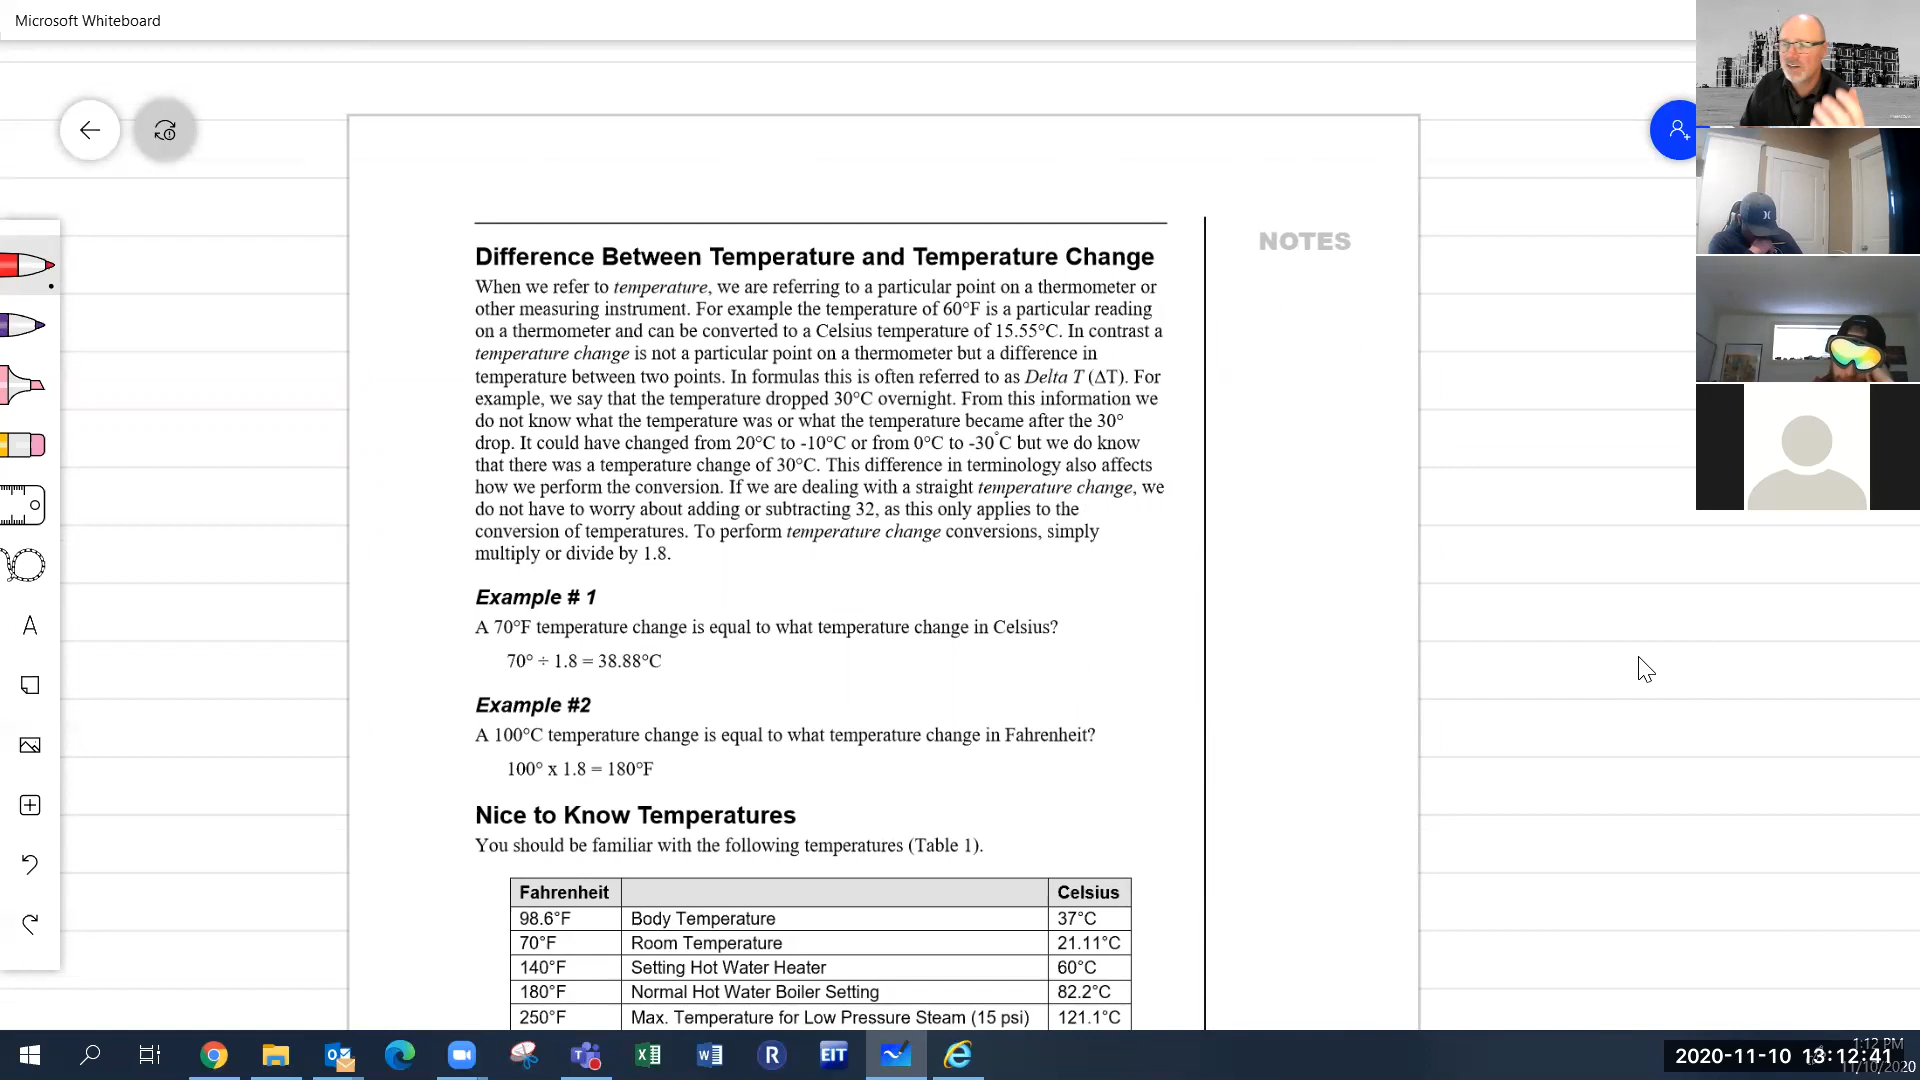 Microsoft Whiteboard
NOTES
Difference Between Temperature and Temperature Change
When we refer to temperature, we are referring to a particular point on a thermometer or
other measuring instrument. For example the temperature of 60°F is a particular reading
on a thermometer and can be converted to a Celsius temperature of 15.55°C. In contrast a
temperature change is not a particular point on a thermometer but a difference in
temperature between two points. In formulas this is often referred to as Delta T (ΔT). For
example, we say that the temperature dropped 30°C overnight. From this information we
do not know what the temperature was or what the temperature became after the 30°
drop. It could have changed from 20°C to -10°C or from 0°C to -30°C but we do know
that there was a temperature change of 30°C. This difference in terminology also affects
how we perform the conversion. If we are dealing with a straight temperature change, we
do not have to worry about adding or subtracting 32, as this only applies to the
conversion of temperatures. To perform temperature change conversions, simply
multiply or divide by 1.8.
Example # 1
A 70°F temperature change is equal to what temperature change in Celsius?
70° ÷ 1.8 = 38.88°C
Example #2
A 100°C temperature change is equal to what temperature change in Fahrenheit?
100° x 1.8 = 180°F
Nice to Know Temperatures
You should be familiar with the following temperatures (Table 1).
Fahrenheit Celsius
98.6°F Body Temperature 37°C
70°F Room Temperature 21.11°C
140°F Setting Hot Water Heater 60°C
180°F Normal Hot Water Boiler Setting 82.2°C
250°F Max. Temperature for Low Pressure Steam (15 psi) 121.1°C
EIT
1:12 PM
2020-11-10 13:12:41
11/10/2020